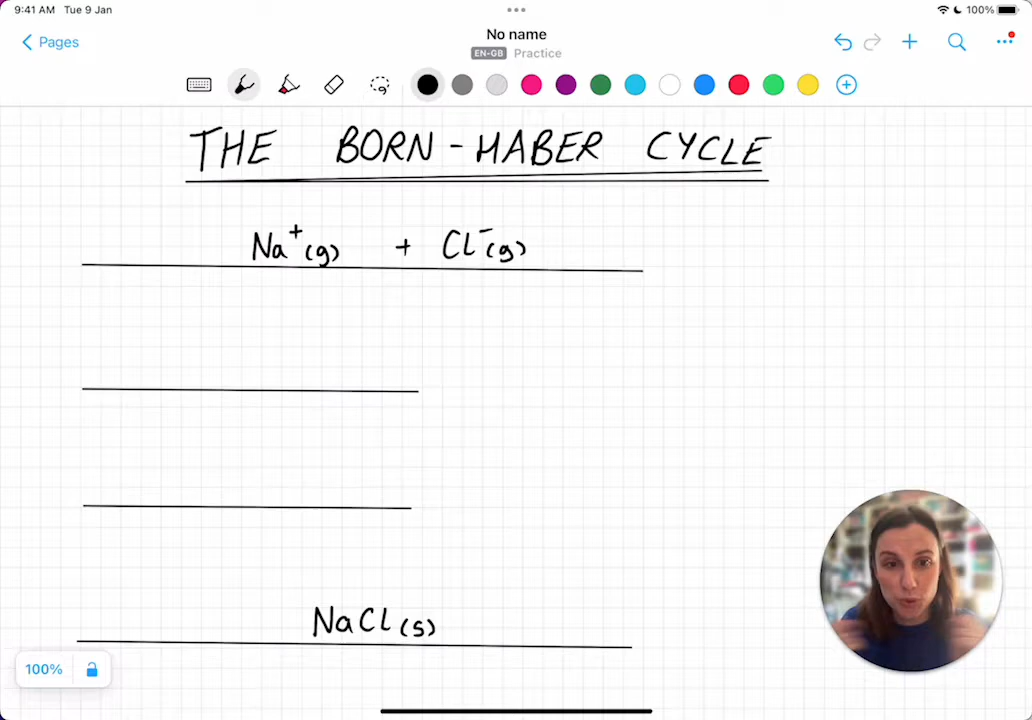 9:41 AM Tue 9 Jan
100%
Pages
No name
EN-GB Practice
THE BORN-HABER CYCLE
Na⁺(g) + Cl⁻(g)
NaCl(s)
100%